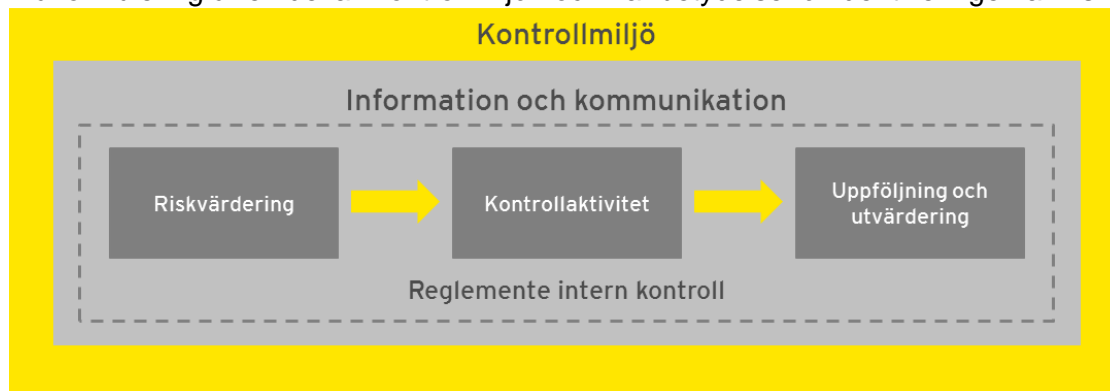 Kontrollmiljö
Information och kommunikation
Riskvärdering
Kontrollaktivitet
Uppföljning och
utvärdering
Reglemente intern kontroll